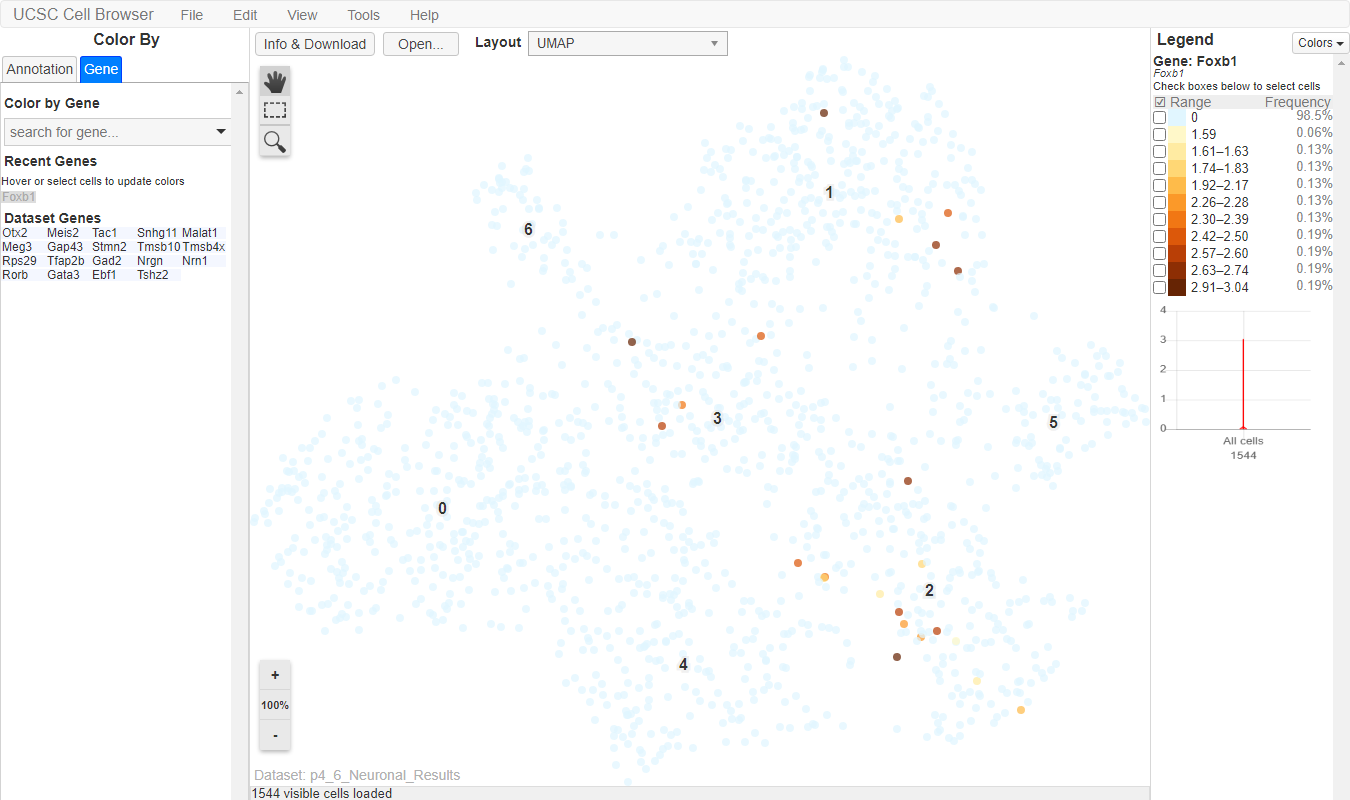 UCSC Cell Browser File Edit View Tools Help
Color By
Annotation Gene
Color by Gene
search for gene...
Recent Genes
Hover or select cells to update colors
Foxb1
Dataset Genes
Otx2 Meis2 Tac1 Snhg11 Malat1
Meg3 Gap43 Stmn2 Tmsb10 Tmsb4x
Rps29 Tfap2b Gad2 Nrgn Nrn1
Rorb Gata3 Ebf1 Tshz2
Info & Download Open... Layout UMAP
1
6
3
5
0
2
4
+
100%
-
Dataset: p4_6_Neuronal_Results
1544 visible cells loaded
Legend Colors
Gene: Foxb1
Foxb1
Check boxes below to select cells
Range Frequency
0 98.5%
1.59 0.06%
1.61–1.63 0.13%
1.74–1.83 0.13%
1.92–2.17 0.13%
2.26–2.28 0.13%
2.30–2.39 0.13%
2.42–2.50 0.19%
2.57–2.60 0.19%
2.63–2.74 0.19%
2.91–3.04 0.19%
4
3
2
1
0
All cells
1544